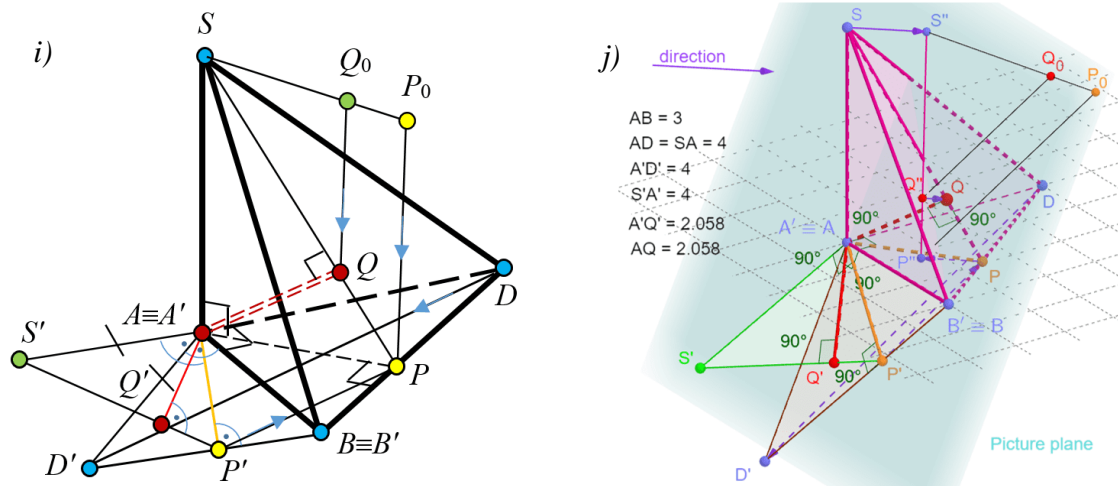 i)
S
Q₀
P₀
Q
D
A≡A′
S′
P
Q′
D′
P′
B≡B′
j)
direction
AB = 3
AD = SA = 4
A'D' = 4
S'A' = 4
A'Q' = 2.058
AQ = 2.058
S
S''
Q₀
P₀
Q''
Q
90°
90°
D
A' ≡ A
90°
90°
90°
P''
P
B' ≡ B
90°
S'
Q'
90°
P'
D'
Picture plane